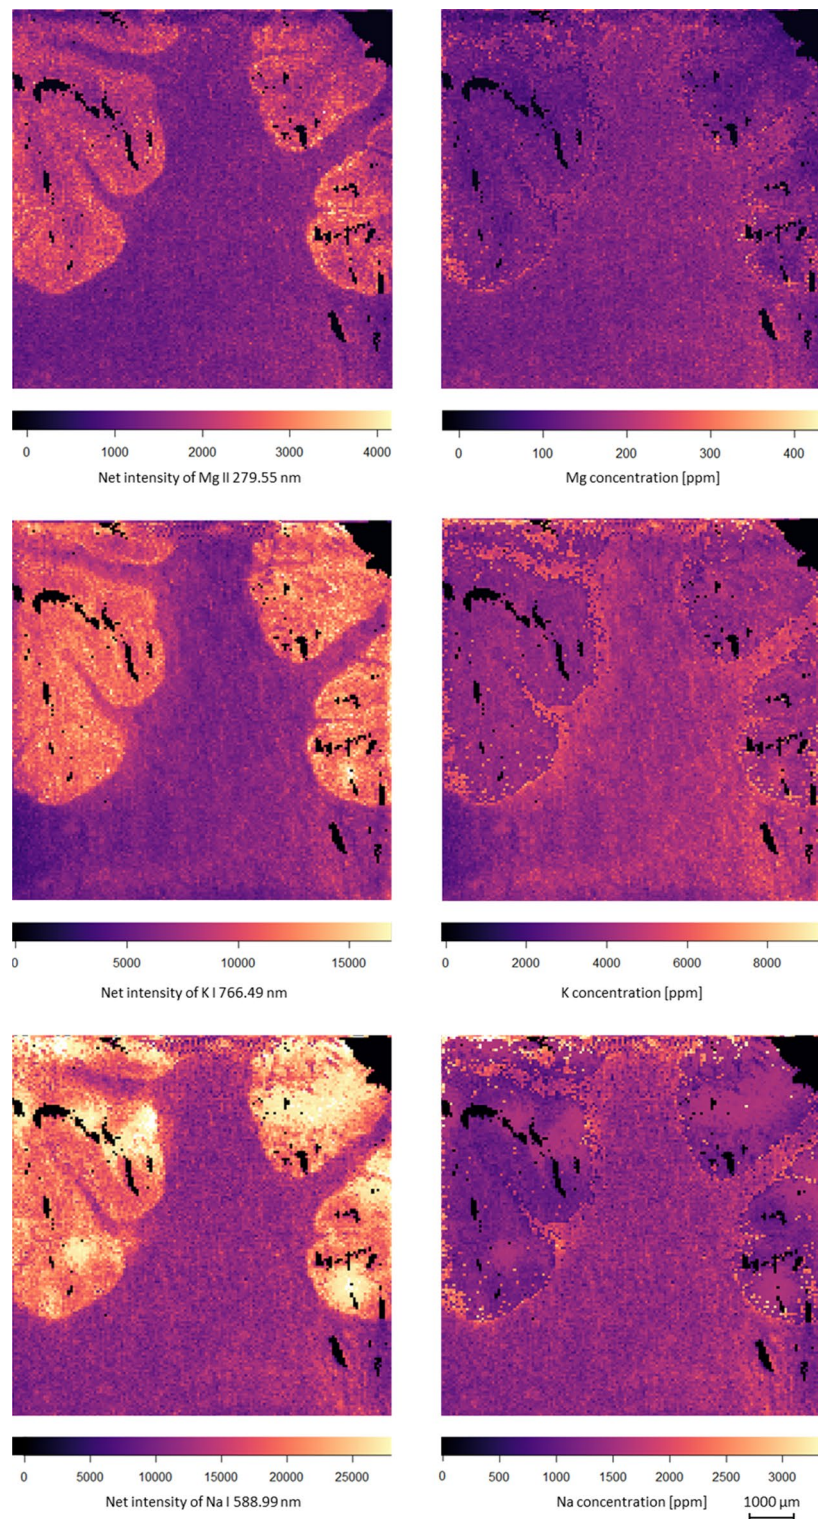 0 1000 2000 3000 4000
Net intensity of Mg II 279.55 nm
0 100 200 300 400
Mg concentration [ppm]
0 5000 10000 15000
Net intensity of K I 766.49 nm
0 2000 4000 6000 8000
K concentration [ppm]
0 5000 10000 15000 20000 25000
Net intensity of Na I 588.99 nm
0 500 1000 1500 2000 2500 3000
Na concentration [ppm]
1000 µm